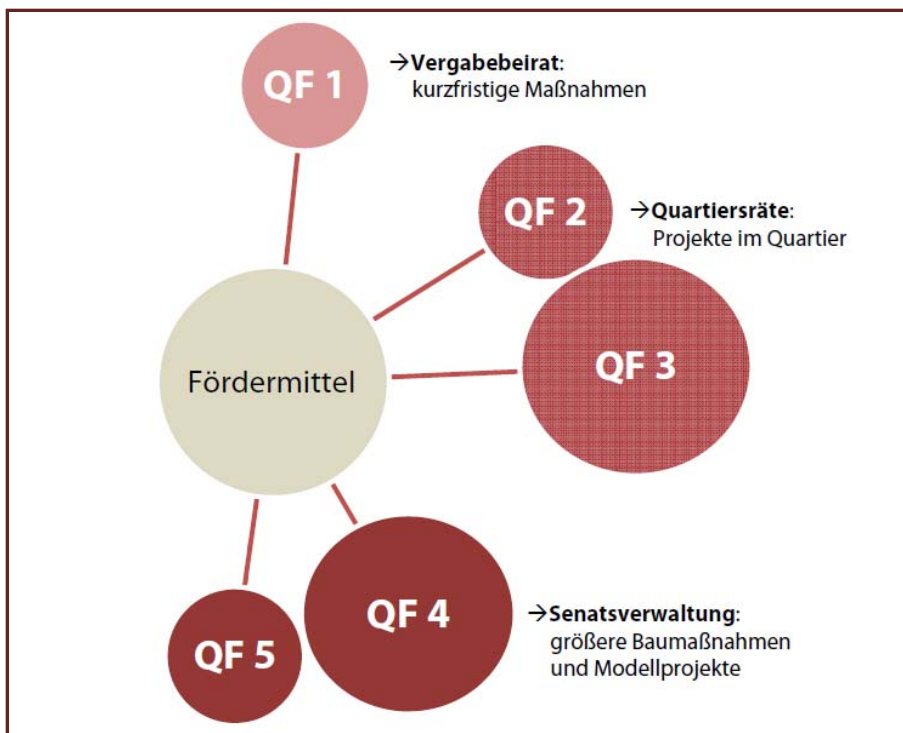 QF 1
→Vergabebeirat:
kurzfristige Maßnahmen
QF 2
→Quartiersräte:
Projekte im Quartier
QF 3
Fördermittel
QF 4
→Senatsverwaltung:
größere Baumaßnahmen
und Modellprojekte
QF 5